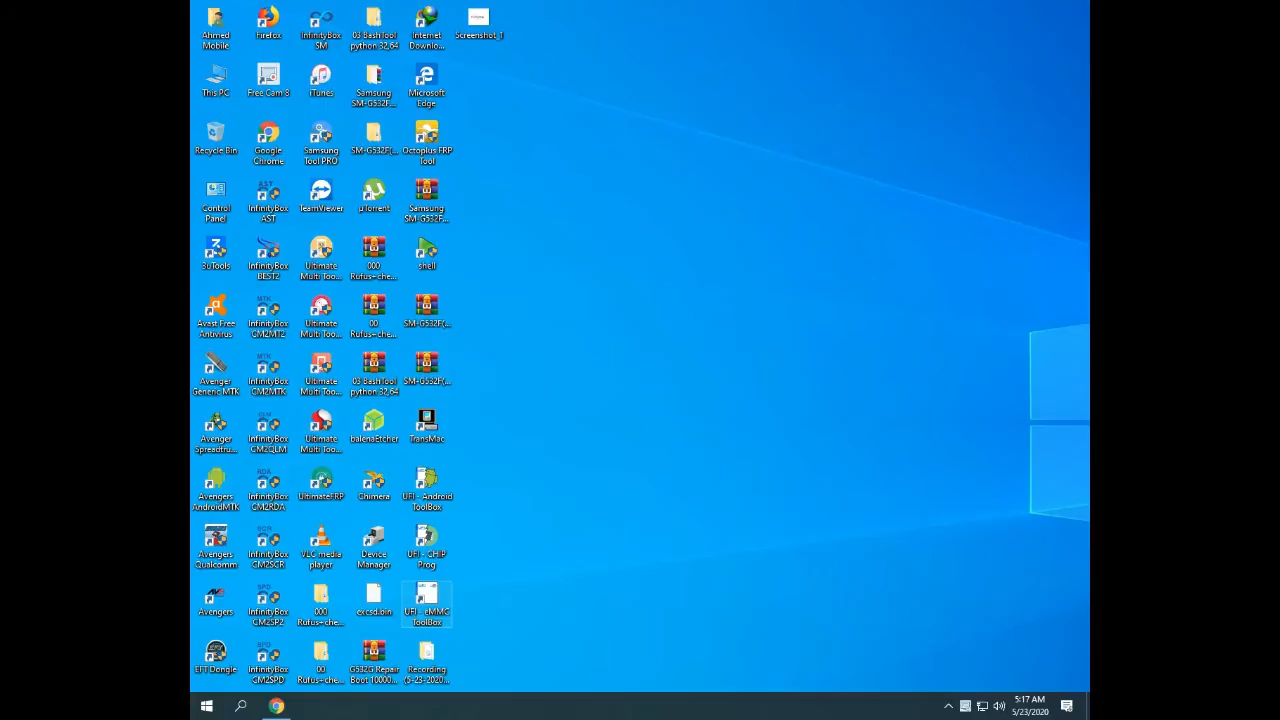 Ahmed
Mobile
Firefox
InfinityBox
SM
03 BashTool
python 32,64
Internet
Downlo...
Screenshot_1
This PC
Free Cam 8
iTunes
Samsung
SM-G532F...
Microsoft
Edge
Recycle Bin
Google
Chrome
Samsung
Tool PRO
SM-G532F(...
Octoplus FRP
Tool
Control
Panel
InfinityBox
AST
TeamViewer
µTorrent
Samsung
SM-G532F...
3uTools
InfinityBox
BEST2
Ultimate
Multi Too...
000
Rufus+che...
shell
Avast Free
Antivirus
InfinityBox
CM2MT2
Ultimate
Multi Too...
00
Rufus+che...
SM-G532F(...
Avenger
Generic MTK
InfinityBox
CM2MTK
Ultimate
Multi Too...
03 BashTool
python 32,64
SM-G532F(...
Avenger
Spreadtru...
InfinityBox
CM2QLM
Ultimate
Multi Too...
balenaEtcher
TransMac
Avengers
AndroidMTK
InfinityBox
CM2RDA
UltimateFRP
Chimera
UFI - Android
ToolBox
Avengers
Qualcomm
InfinityBox
CM2SCR
VLC media
player
Device
Manager
UFI - CHIP
Prog
Avengers
InfinityBox
CM2SP2
000
Rufus+che...
excsd.bin
UFI - eMMC
ToolBox
EFT Dongle
InfinityBox
CM2SPD
00
Rufus+che...
G532G Repair
Boot 10000...
Recording
(5-23-2020...
5:17 AM
5/23/2020